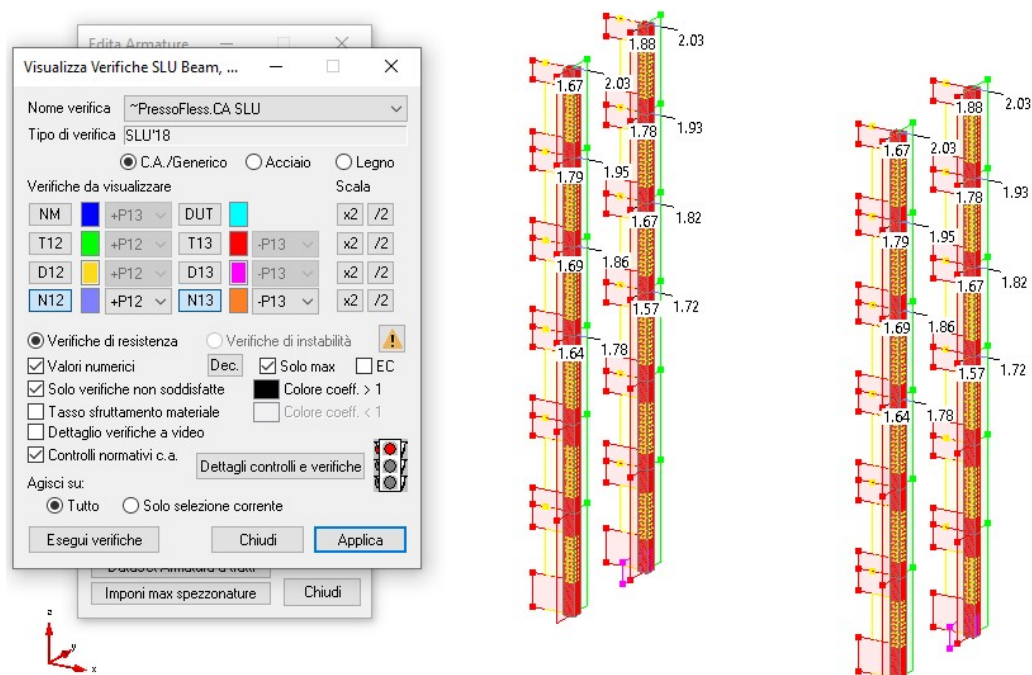 Edita Armature
Visualizza Verifiche SLU Beam, ...
Nome verifica ~PressoFless.CA SLU
Tipo di verifica SLU'18
C.A./Generico Acciaio Legno
Verifiche da visualizzare Scala
NM +P13 DUT x2 /2
T12 +P12 T13 -P13 x2 /2
D12 +P12 D13 -P13 x2 /2
N12 +P12 N13 -P13 x2 /2
Verifiche di resistenza Verifiche di instabilità
Valori numerici Dec. Solo max EC
Solo verifiche non soddisfatte Colore coeff. > 1
Tasso sfruttamento materiale Colore coeff. < 1
Dettaglio verifiche a video
Controlli normativi c.a. Dettagli controlli e verifiche
Agisci su:
Tutto Solo selezione corrente
Esegui verifiche Chiudi Applica
Imponi max spezzonature Chiudi
z
y
x
1.88 2.03
1.67 2.03
1.78 1.93
1.79 1.95
1.67 1.82
1.69 1.86
1.57 1.72
1.64 1.78
1.88 2.03
1.67 2.03
1.78 1.93
1.79 1.95
1.67 1.82
1.69 1.86
1.57 1.72
1.64 1.78